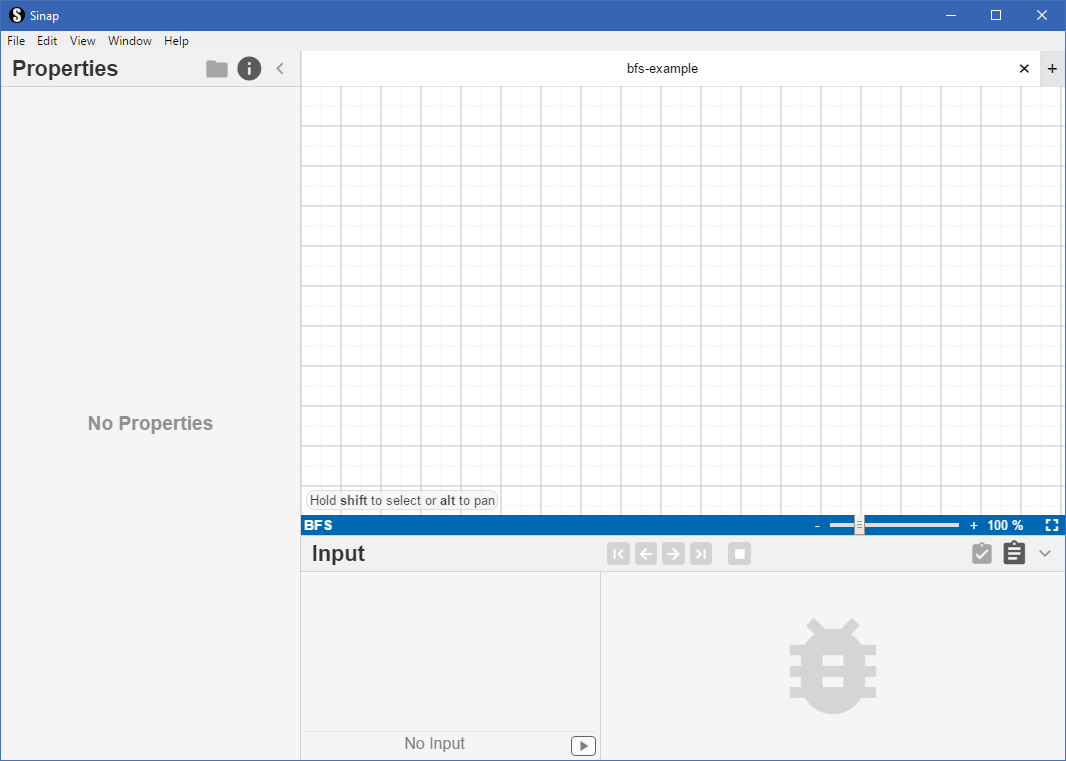 Sinap
File Edit View Window Help
Properties
bfs-example
No Properties
Hold shift to select or alt to pan
BFS
- + 100 %
Input
No Input